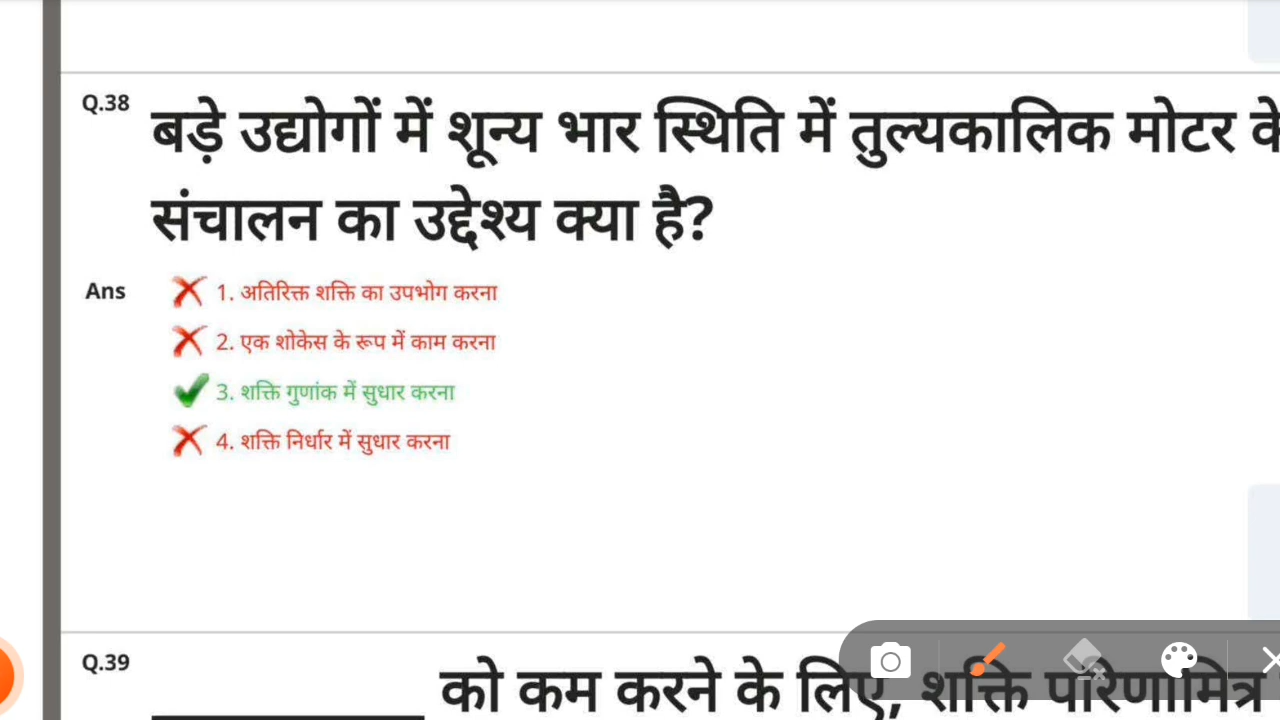 Q.38 बड़े उद्योगों में शून्य भार स्थिति में तुल्यकालिक मोटर के
संचालन का उद्देश्य क्या है?
Ans 1. अतिरिक्त शक्ति का उपभोग करना
2. एक शोकेस के रूप में काम करना
3. शक्ति गुणांक में सुधार करना
4. शक्ति निर्धार में सुधार करना
Q.39 ________ को कम करने के लिए, शक्ति परिणामित्र